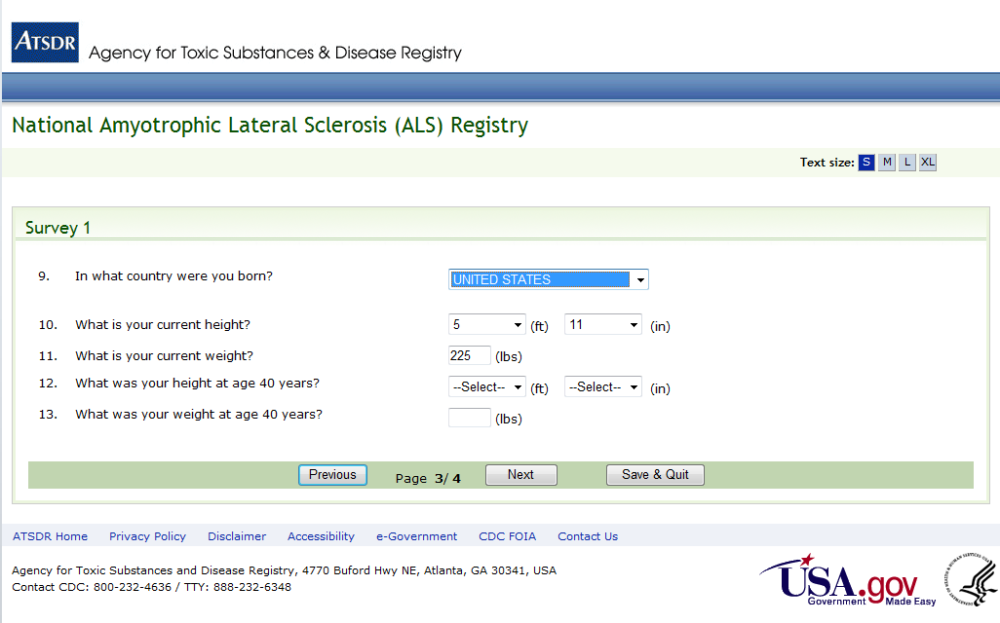 ATSDR
Agency for Toxic Substances & Disease Registry
National Amyotrophic Lateral Sclerosis (ALS) Registry
Text size: S M L XL
Survey 1
9. In what country were you born? UNITED STATES
10. What is your current height? 5 (ft) 11 (in)
11. What is your current weight? 225 (lbs)
12. What was your height at age 40 years? --Select-- (ft) --Select-- (in)
13. What was your weight at age 40 years? (lbs)
Previous Page 3/ 4 Next Save & Quit
ATSDR Home Privacy Policy Disclaimer Accessibility e-Government CDC FOIA Contact Us
Agency for Toxic Substances and Disease Registry, 4770 Buford Hwy NE, Atlanta, GA 30341, USA
Contact CDC: 800-232-4636 / TTY: 888-232-6348
USA.gov
Government Made Easy